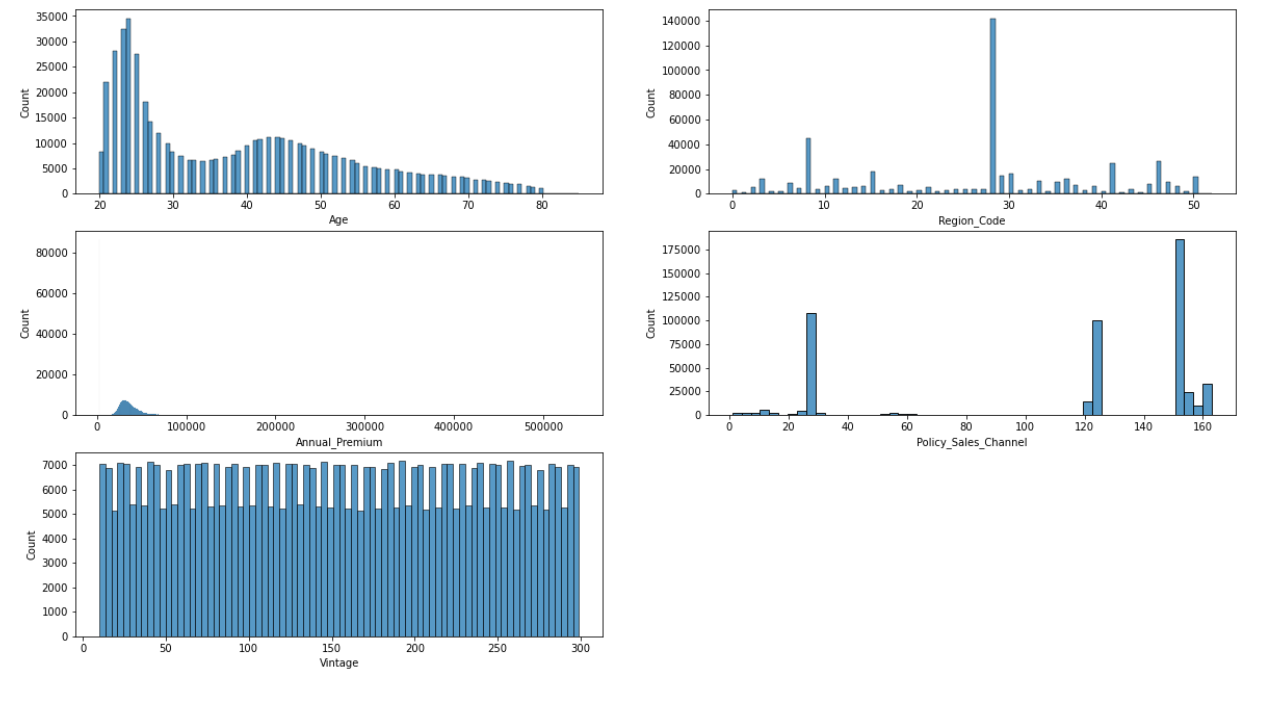 35000
30000
25000
20000
15000
10000
5000
0
Count
20 30 40 50 60 70 80
Age
140000
120000
100000
80000
60000
40000
20000
0
Count
0 10 20 30 40 50
Region_Code
80000
60000
40000
20000
0
Count
0 100000 200000 300000 400000 500000
Annual_Premium
175000
150000
125000
100000
75000
50000
25000
0
Count
0 20 40 60 80 100 120 140 160
Policy_Sales_Channel
7000
6000
5000
4000
3000
2000
1000
0
Count
0 50 100 150 200 250 300
Vintage